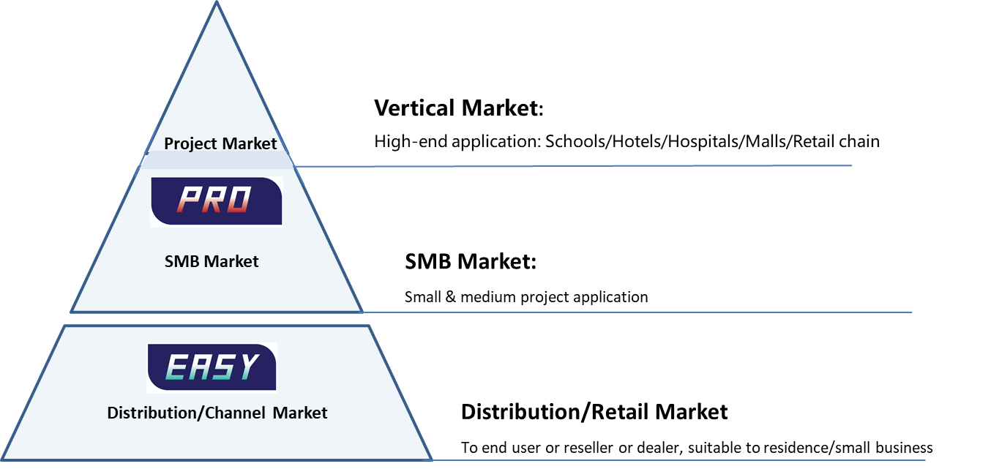 Vertical Market:
Project Market
High-end application: Schools/Hotels/Hospitals/Malls/Retail chain
PRO
SMB Market
SMB Market:
Small & medium project application
EASY
Distribution/Channel Market
Distribution/Retail Market
To end user or reseller or dealer, suitable to residence/small business